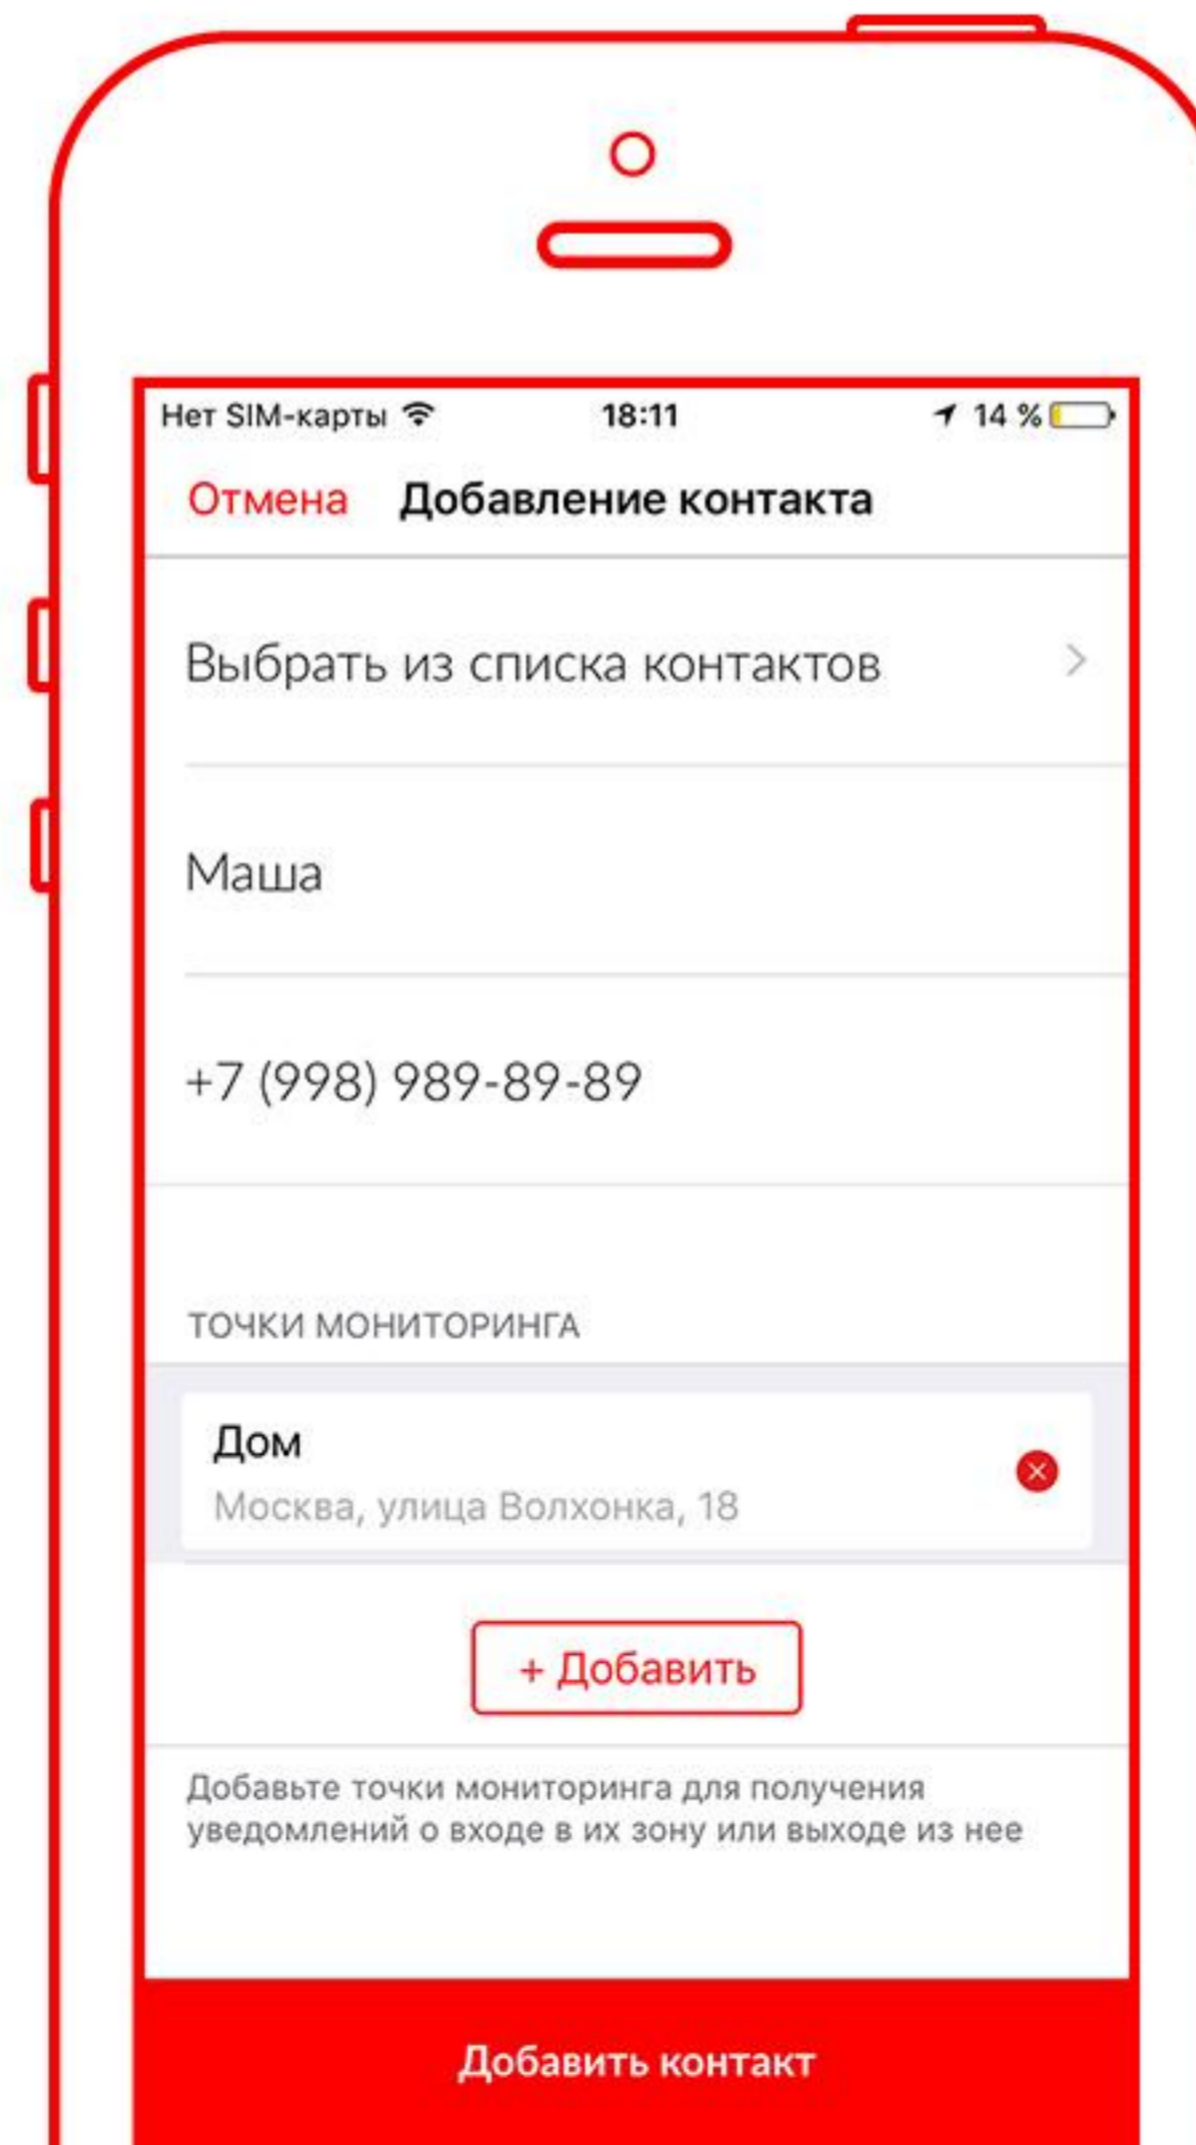 Нет SIM-карты 18:11 14 %
Отмена Добавление контакта
Выбрать из списка контактов
Маша
+7 (998) 989-89-89
ТОЧКИ МОНИТОРИНГА
Дом
Москва, улица Волхонка, 18
+ Добавить
Добавьте точки мониторинга для получения
уведомлений о входе в их зону или выходе из нее
Добавить контакт